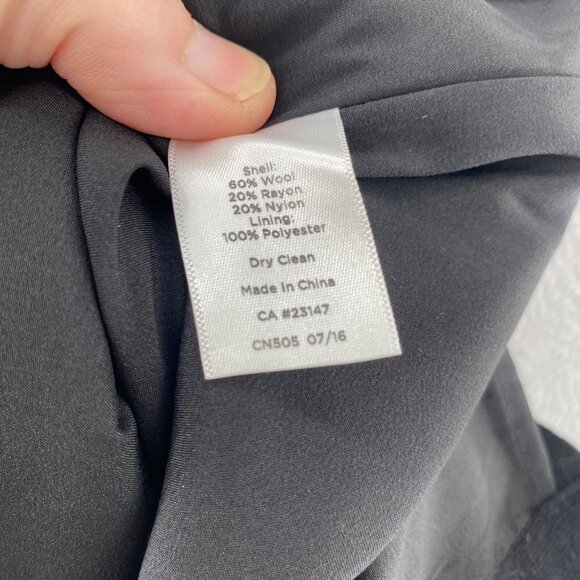 Shell:
60% Wool
20% Rayon
20% Nylon
Lining:
100% Polyester
Dry Clean
Made in China
CA #23147
CN505 07/16